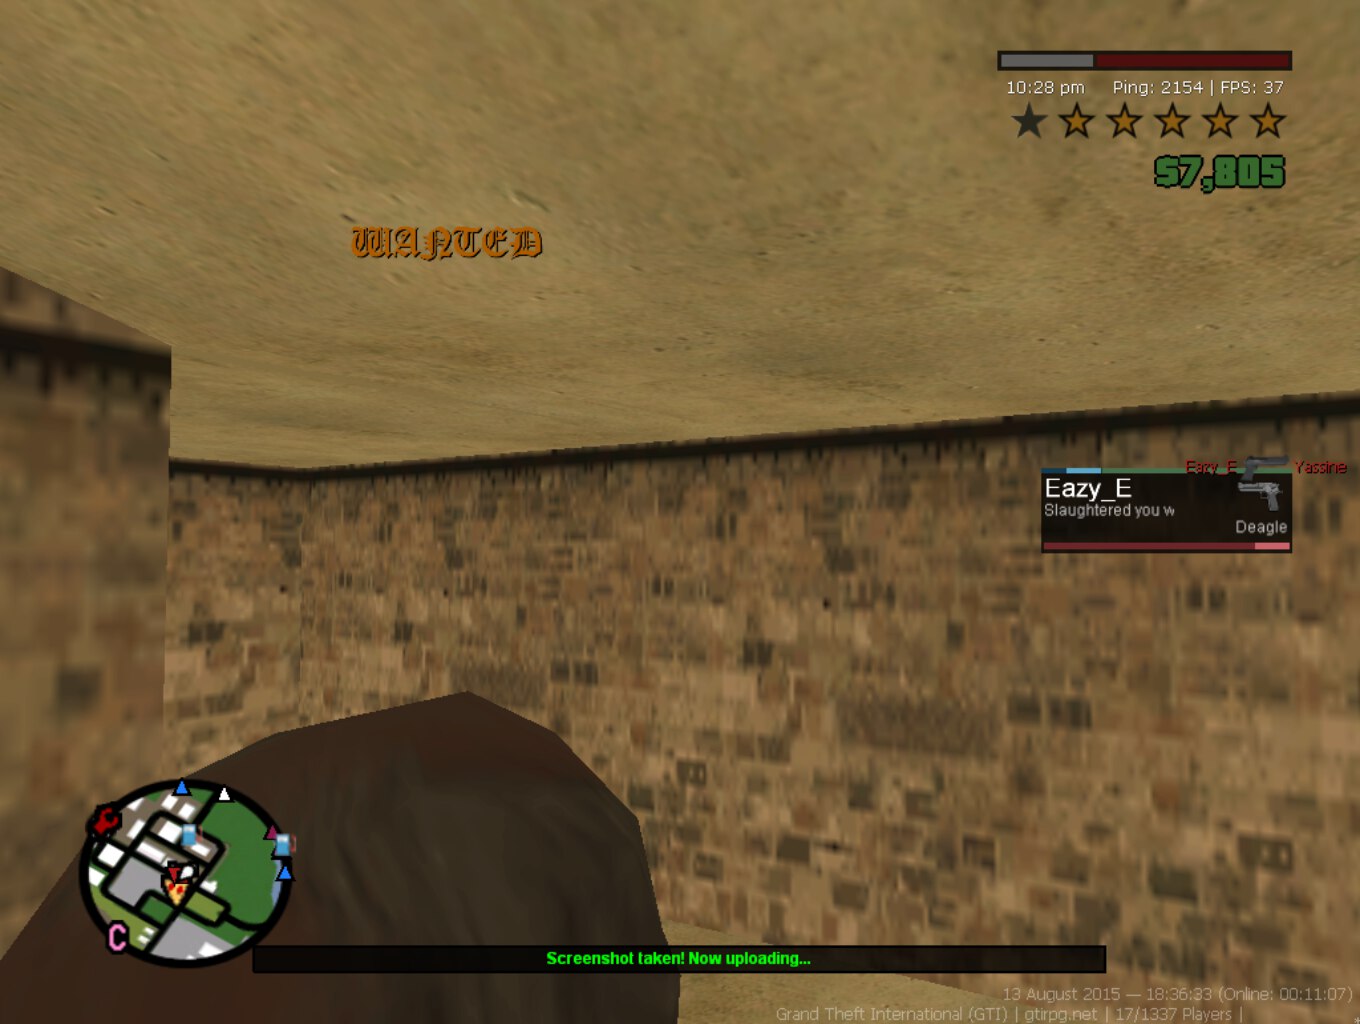 10:28 pm Ping: 2154 | FPS: 37
$7,805
WANTED
Eazy_E Yassine
Eazy_E
Slaughtered you w
Deagle
C
Screenshot taken! Now uploading...
13 August 2015 — 18:36:33 (Online: 00:11:07)
Grand Theft International (GTI) | gtirpg.net | 17/1337 Players |